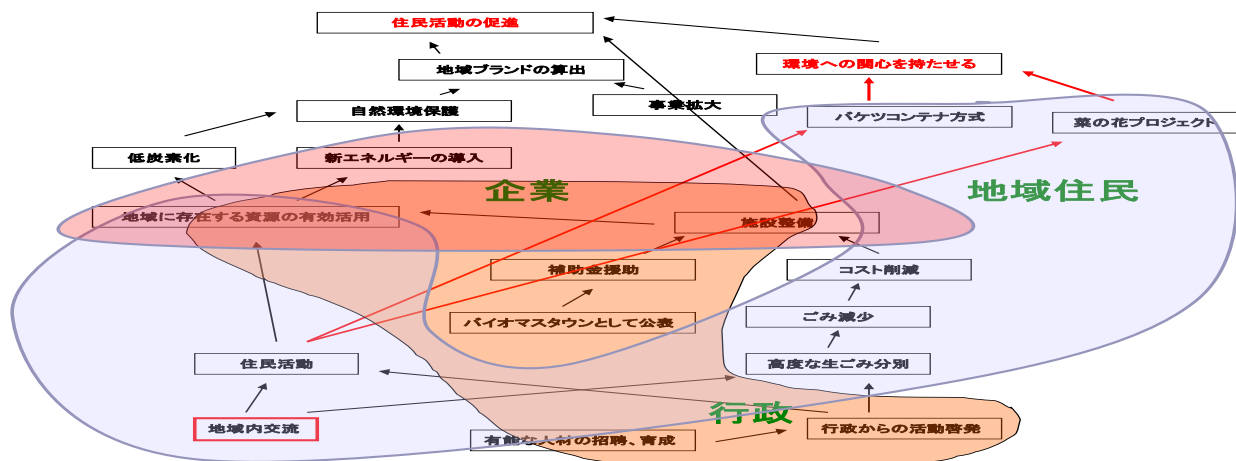 住民活動の促進
地域ブランドの算出
環境への関心を持たせる
自然環境保護
事業拡大
バケツコンテナ方式
菜の花プロジェクト
低炭素化
新エネルギーの導入
企業
地域住民
地域に存在する資源の有効活用
施設整備
補助金援助
コスト削減
バイオマスタウンとして公表
ごみ減少
住民活動
高度な生ごみ分別
行政
地域内交流
有能な人材の招聘、育成
行政からの活動啓発